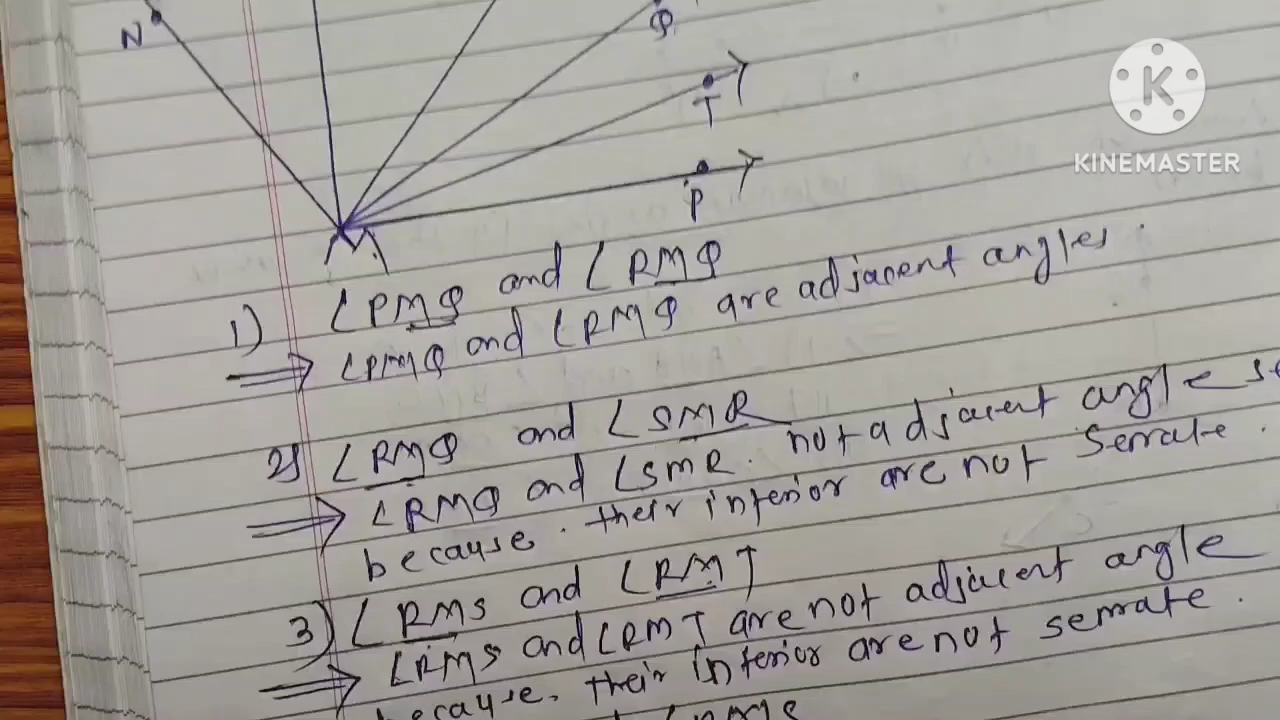 N
Q
T
P
M
K
KINEMASTER
1) ∠PMQ and ∠RMQ
⇒ ∠PMQ and ∠RMQ are adjacent angles.
2) ∠RMQ and ∠SMR
⇒ ∠RMQ and ∠SMR. not adjacent angle
because. their interior are not Serrate.
3) ∠RMS and ∠RMT
⇒ ∠RMS and ∠RMT are not adjacent angle
because. their interior are not serrate.